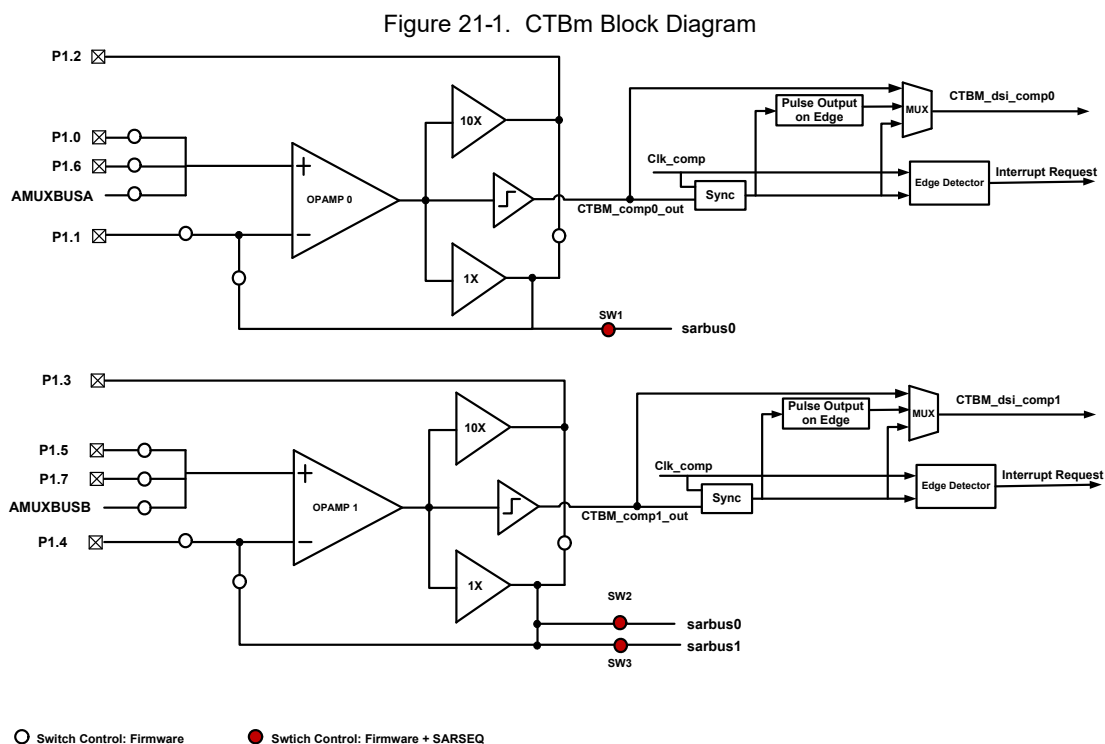 Figure 21-1. CTBm Block Diagram
P1.2
P1.0
P1.6
AMUXBUSA
P1.1
+
−
OPAMP 0
10X
1X
CTBM_comp0_out
Clk_comp
Sync
Pulse Output
on Edge
MUX
CTBM_dsi_comp0
Edge Detector
Interrupt Request
SW1
sarbus0
P1.3
P1.5
P1.7
AMUXBUSB
P1.4
+
−
OPAMP 1
10X
1X
CTBM_comp1_out
Clk_comp
Sync
Pulse Output
on Edge
MUX
CTBM_dsi_comp1
Edge Detector
Interrupt Request
SW2
sarbus0
sarbus1
SW3
Switch Control: Firmware
Swtich Control: Firmware + SARSEQ